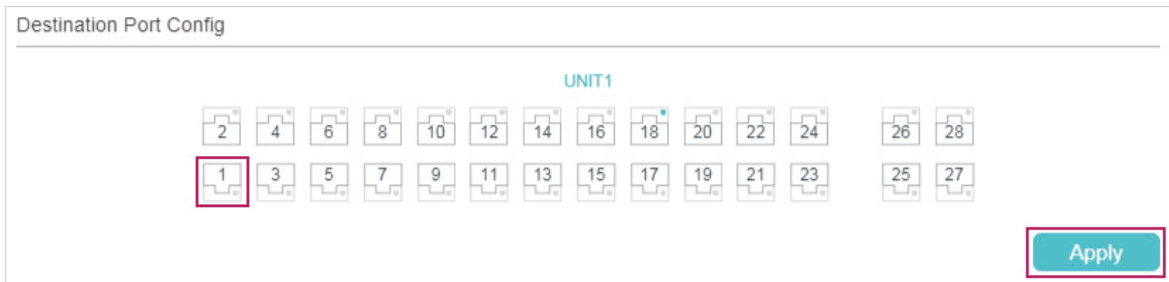 Destination Port Config
UNIT1
2 4 6 8 10 12 14 16 18 20 22 24 26 28
1 3 5 7 9 11 13 15 17 19 21 23 25 27
Apply